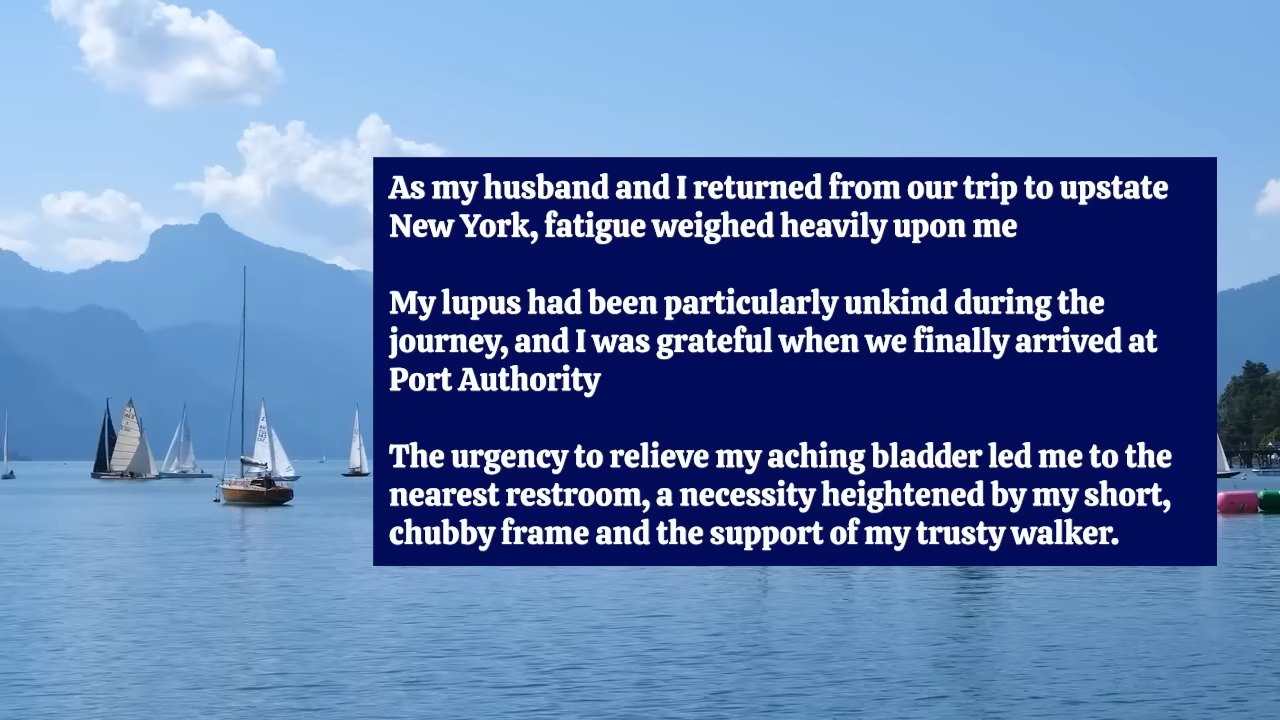 As my husband and I returned from our trip to upstate
New York, fatigue weighed heavily upon me
My lupus had been particularly unkind during the
journey, and I was grateful when we finally arrived at
Port Authority
The urgency to relieve my aching bladder led me to the
nearest restroom, a necessity heightened by my short,
chubby frame and the support of my trusty walker.